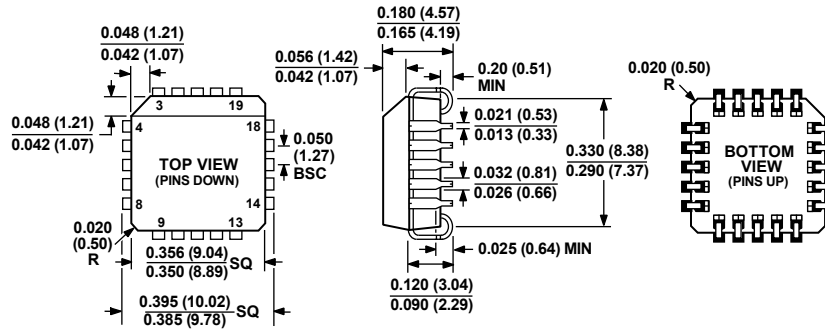 0.048 (1.21)
0.042 (1.07)
0.048 (1.21)
0.042 (1.07)
3
19
4
18
TOP VIEW
(PINS DOWN)
8
14
9
13
0.050
(1.27)
BSC
0.020
(0.50)
R
0.356 (9.04)
0.350 (8.89)
SQ
0.395 (10.02)
0.385 (9.78)
SQ
0.180 (4.57)
0.165 (4.19)
0.056 (1.42)
0.042 (1.07)
0.20 (0.51)
MIN
0.021 (0.53)
0.013 (0.33)
0.032 (0.81)
0.026 (0.66)
0.330 (8.38)
0.290 (7.37)
0.025 (0.64) MIN
0.120 (3.04)
0.090 (2.29)
0.020 (0.50)
R
BOTTOM
VIEW
(PINS UP)